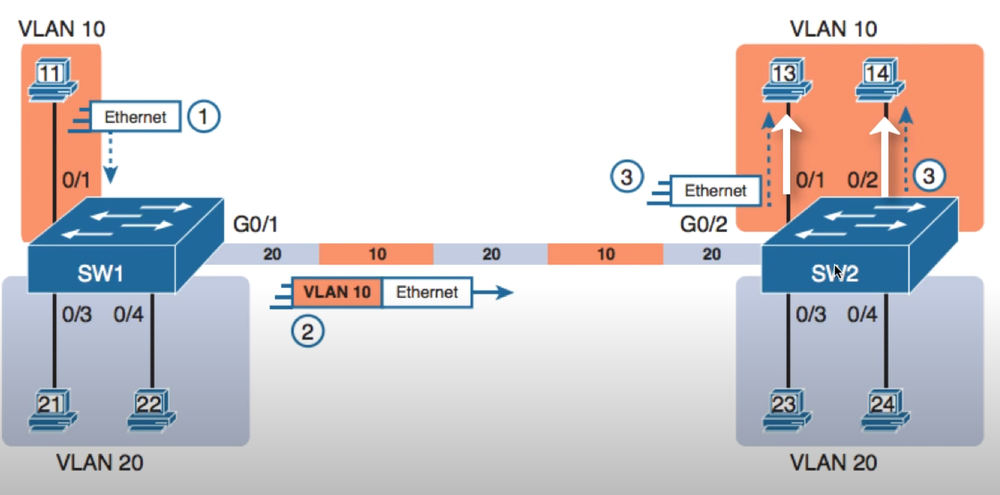 VLAN 10
VLAN 10
11
13
14
Ethernet
1
0/1
3
Ethernet
0/1
0/2
3
G0/1
G0/2
20
10
20
10
20
SW1
SW2
VLAN 10
Ethernet
2
0/3
0/4
0/3
0/4
21
22
23
24
VLAN 20
VLAN 20